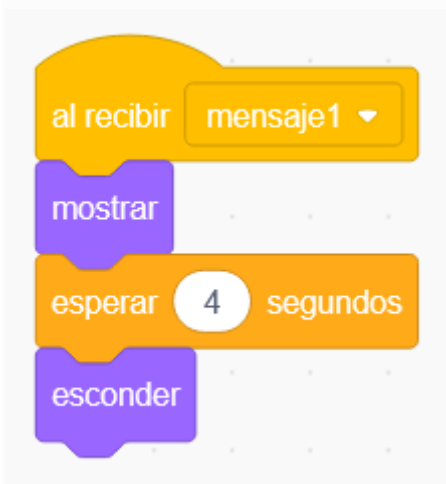 al recibir mensaje1
mostrar
esperar 4 segundos
esconder